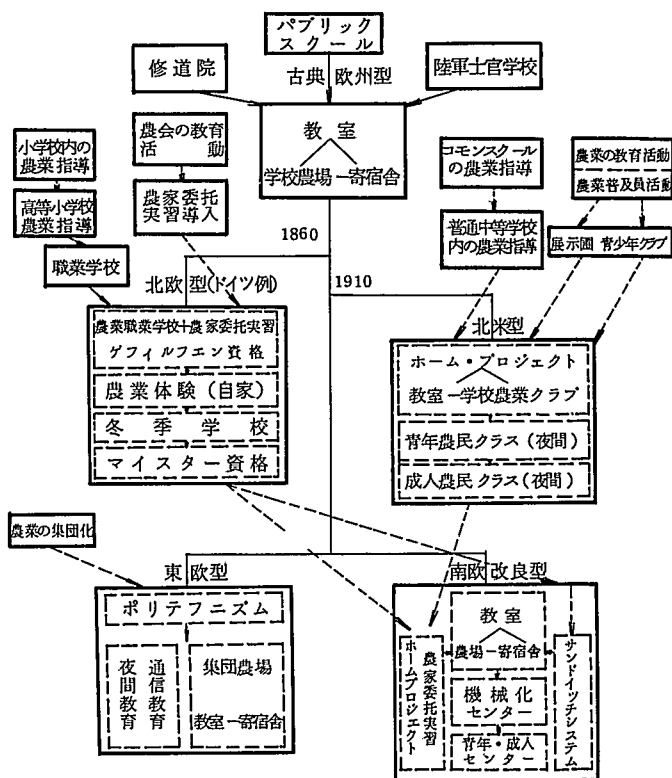 パブリック
スクール
修道院
古典欧州型
陸軍士官学校
教室
学校農場ー寄宿舎
小学校内の
農業指導
高等小学校
農業指導
職業学校
農会の教育
活動
農家委託
実習導入
コモンスクール
の農業指導
普通中等学校
内の農業指導
農業の教育活動
農業普及員活動
展示圃 青少年クラブ
1860
1910
北欧型(ドイツ例)
農業職業学校+農家委託実習
ゲフィルフエン資格
農業体験(自家)
冬季学校
マイスター資格
北米型
ホーム・プロジェクト
教室ー学校農業クラブ
青年農民クラス(夜間)
成人農民クラス(夜間)
農業の集団化
東欧型
ポリテフニズム
通信教育
夜間教育
集団農場
教室ー寄宿舎
南欧改良型
教室
農場ー寄宿舎
機械化
センター
青年・成人
センター
農家委託実習
ホームプロジェクト
サンドイッチシステム